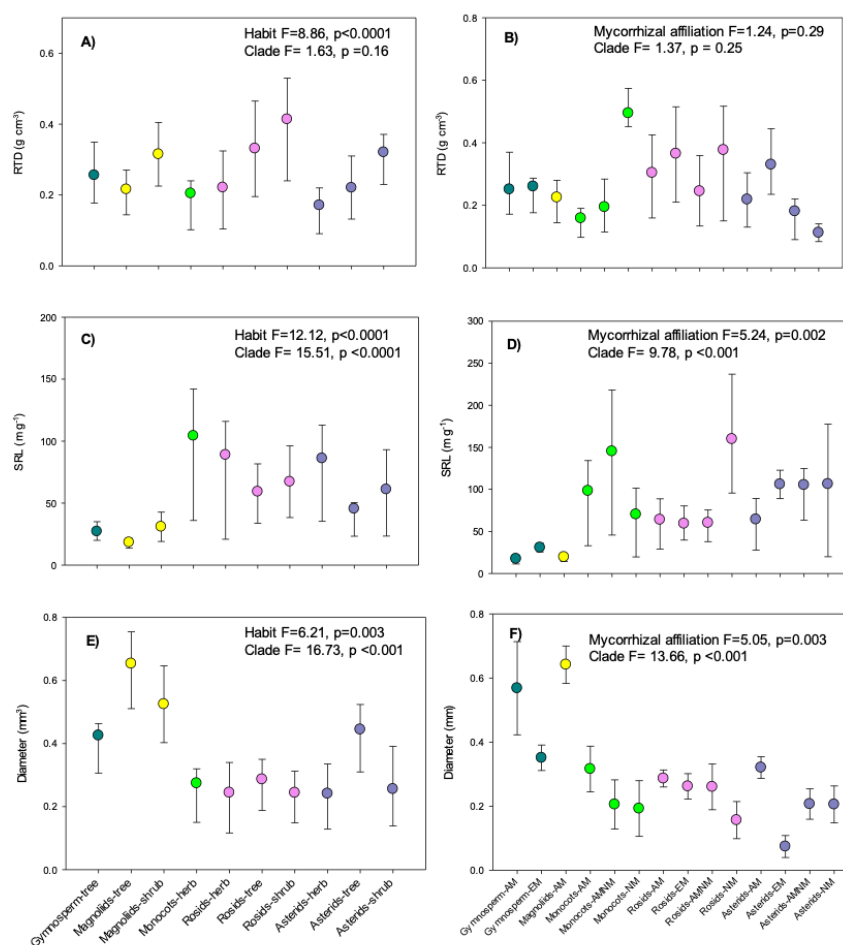 A)
Habit F=8.86, p<0.0001
Clade F= 1.63, p =0.16
RTD (g cm-3)
0.6
0.4
0.2
0.0
B)
Mycorrhizal affiliation F=1.24, p=0.29
Clade F= 1.37, p = 0.25
RTD (g cm-3)
0.8
0.6
0.4
0.2
0.0
C)
Habit F=12.12, p<0.0001
Clade F= 15.51, p <0.0001
SRL (m g-1)
200
150
100
50
0
D)
Mycorrhizal affiliation F=5.24, p=0.002
Clade F= 9.78, p <0.001
SRL (m g-1)
300
250
200
150
100
50
0
E)
Habit F=6.21, p=0.003
Clade F= 16.73, p <0.001
Diameter (mm3)
0.8
0.6
0.4
0.2
0.0
Gymnosperm-tree
Magnoliids-tree
Magnoliids-shrub
Monocots-herb
Rosids-herb
Rosids-tree
Rosids-shrub
Asterids-herb
Asterids-tree
Asterids-shrub
F)
Mycorrhizal affiliation F=5.05, p=0.003
Clade F= 13.66, p <0.001
Diameter (mm)
0.8
0.6
0.4
0.2
0.0
Gymnosperm-AM
Gymnosperm-EM
Magnoliids-AM
Monocots-AM
Monocots-AM/NM
Monocots-NM
Rosids-AM
Rosids-EM
Rosids-AM/NM
Rosids-NM
Asterids-AM
Asterids-EM
Asterids-AM/NM
Asterids-NM